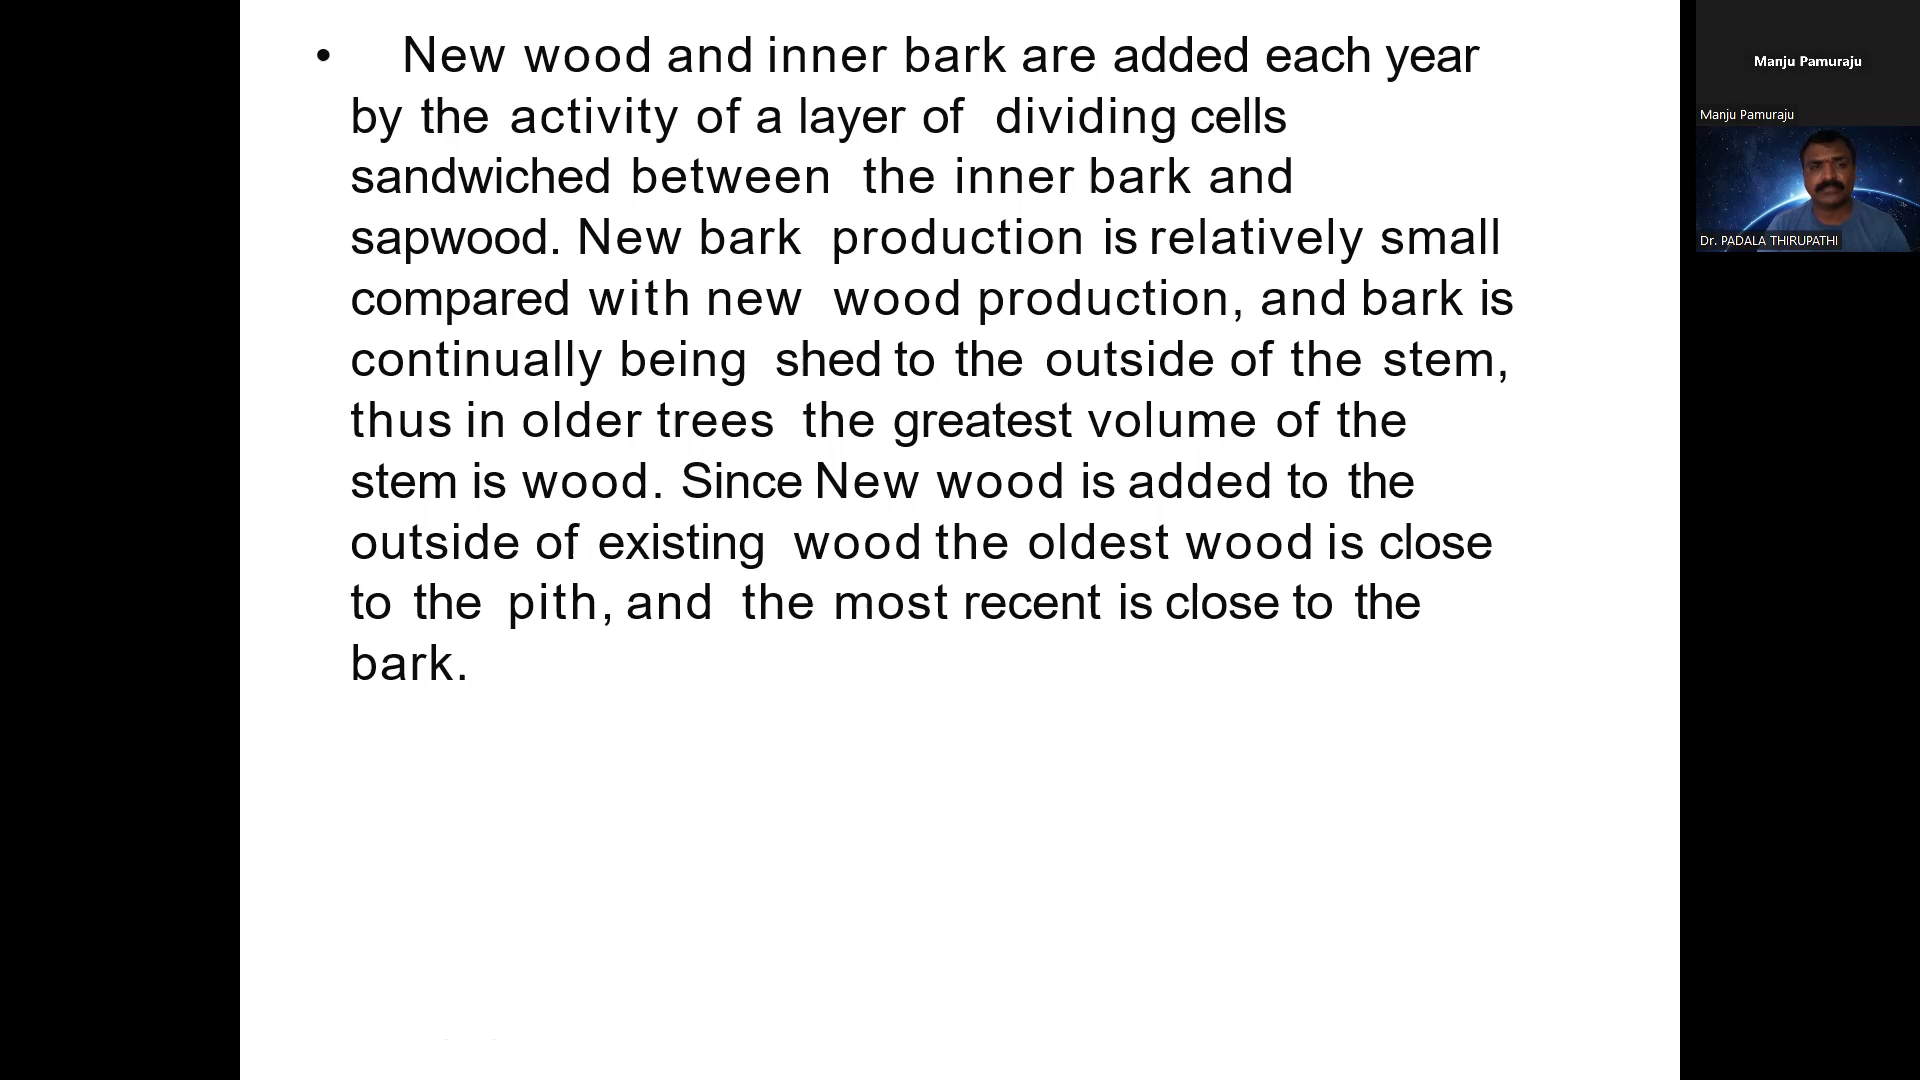 • New wood and inner bark are added each year
by the activity of a layer of dividing cells
sandwiched between the inner bark and
sapwood. New bark production is relatively small
compared with new wood production, and bark is
continually being shed to the outside of the stem,
thus in older trees the greatest volume of the
stem is wood. Since New wood is added to the
outside of existing wood the oldest wood is close
to the pith, and the most recent is close to the
bark.
Manju Pamuraju
Manju Pamuraju
Dr. PADALA THIRUPATHI